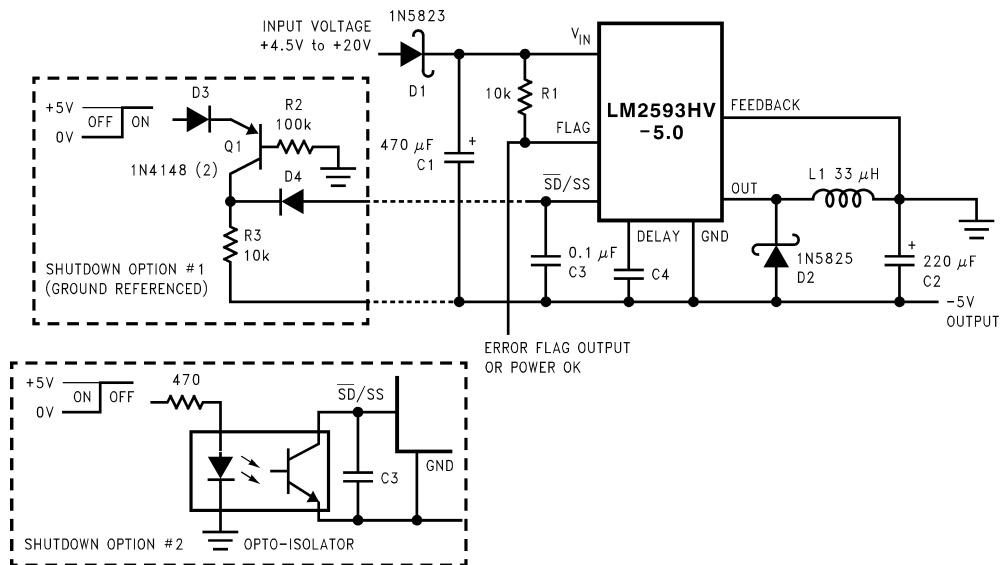 INPUT VOLTAGE
+4.5V to +20V
1N5823
D1
VIN
10k
R1
FLAG
470 µF
+
C1
LM2593HV
-5.0
FEEDBACK
OUT
L1 33 µH
SD/SS
DELAY
GND
0.1 µF
C3
C4
1N5825
D2
+
220 µF
C2
-5V
OUTPUT
ERROR FLAG OUTPUT
OR POWER OK
+5V
OFF
ON
0V
D3
R2
100k
Q1
1N4148 (2)
D4
R3
10k
SHUTDOWN OPTION #1
(GROUND REFERENCED)
+5V
ON
OFF
0V
470
SD/SS
C3
GND
SHUTDOWN OPTION #2
OPTO-ISOLATOR